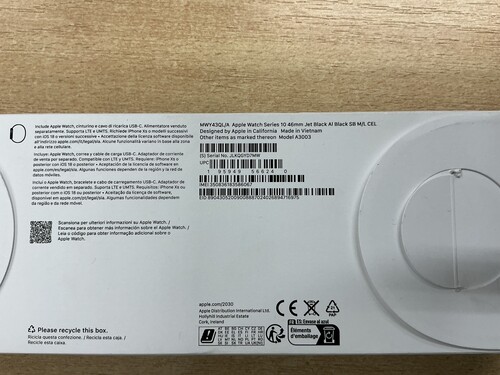 Include Apple Watch, cinturino e cavo di ricarica USB-C. Alimentatore venduto
separatamente. Supporta LTE e UMTS. Richiede iPhone Xs o modelli successivi
con iOS 18 o versioni successive • Accettazione della licenza software disponibile
all'indirizzo apple.com/it/legal/sla. Alcune funzionalità variano in base alla zona
e alla rete cellulare.
Incluye Apple Watch, correa y cable de carga USB-C. Adaptador de corriente
de venta por separado. Compatible con LTE y UMTS. Requiere iPhone Xs o
posterior con iOS 18 o posterior • Aceptación de la licencia de software en
apple.com/es/legal/sla. Algunas funciones dependen de la región y la red de
datos móviles.
Inclui o Apple Watch, a bracelete e cabo de carregamento USB-C. Adaptador de
corrente vendido em separado. Suporta LTE e UMTS. Requisitos: iPhone Xs ou
posterior com iOS 18 ou posterior • Aceitação da licença de software,
disponível em apple.com/pt/legal/sla. Algumas funcionalidades dependem da
região e da rede móvel.
Scansiona per ulteriori informazioni su Apple Watch. /
Escanea para obtener más información sobre el Apple Watch. /
Leia o código para obter informação adicional sobre o
Apple Watch.
Please recycle this box.
Ricicla questa confezione. / Recicla esta caja. /
Recicle esta caixa.
MWY43QL/A Apple Watch Series 10 46mm Jet Black Al Black SB M/L CEL
Designed by Apple in California Made in Vietnam
Other items as marked thereon Model A3003
(S) Serial No. JLXQGYD7MW
UPC
1 95949 56624 0
IMEI 350836183586067
EID 89043052009008887024026894716975
apple.com/2030
Apple Distribution International Ltd.
Hollyhill Industrial Estate
Cork, Ireland
CE
FR
ES: Envase al azul
Éléments
d'emballage